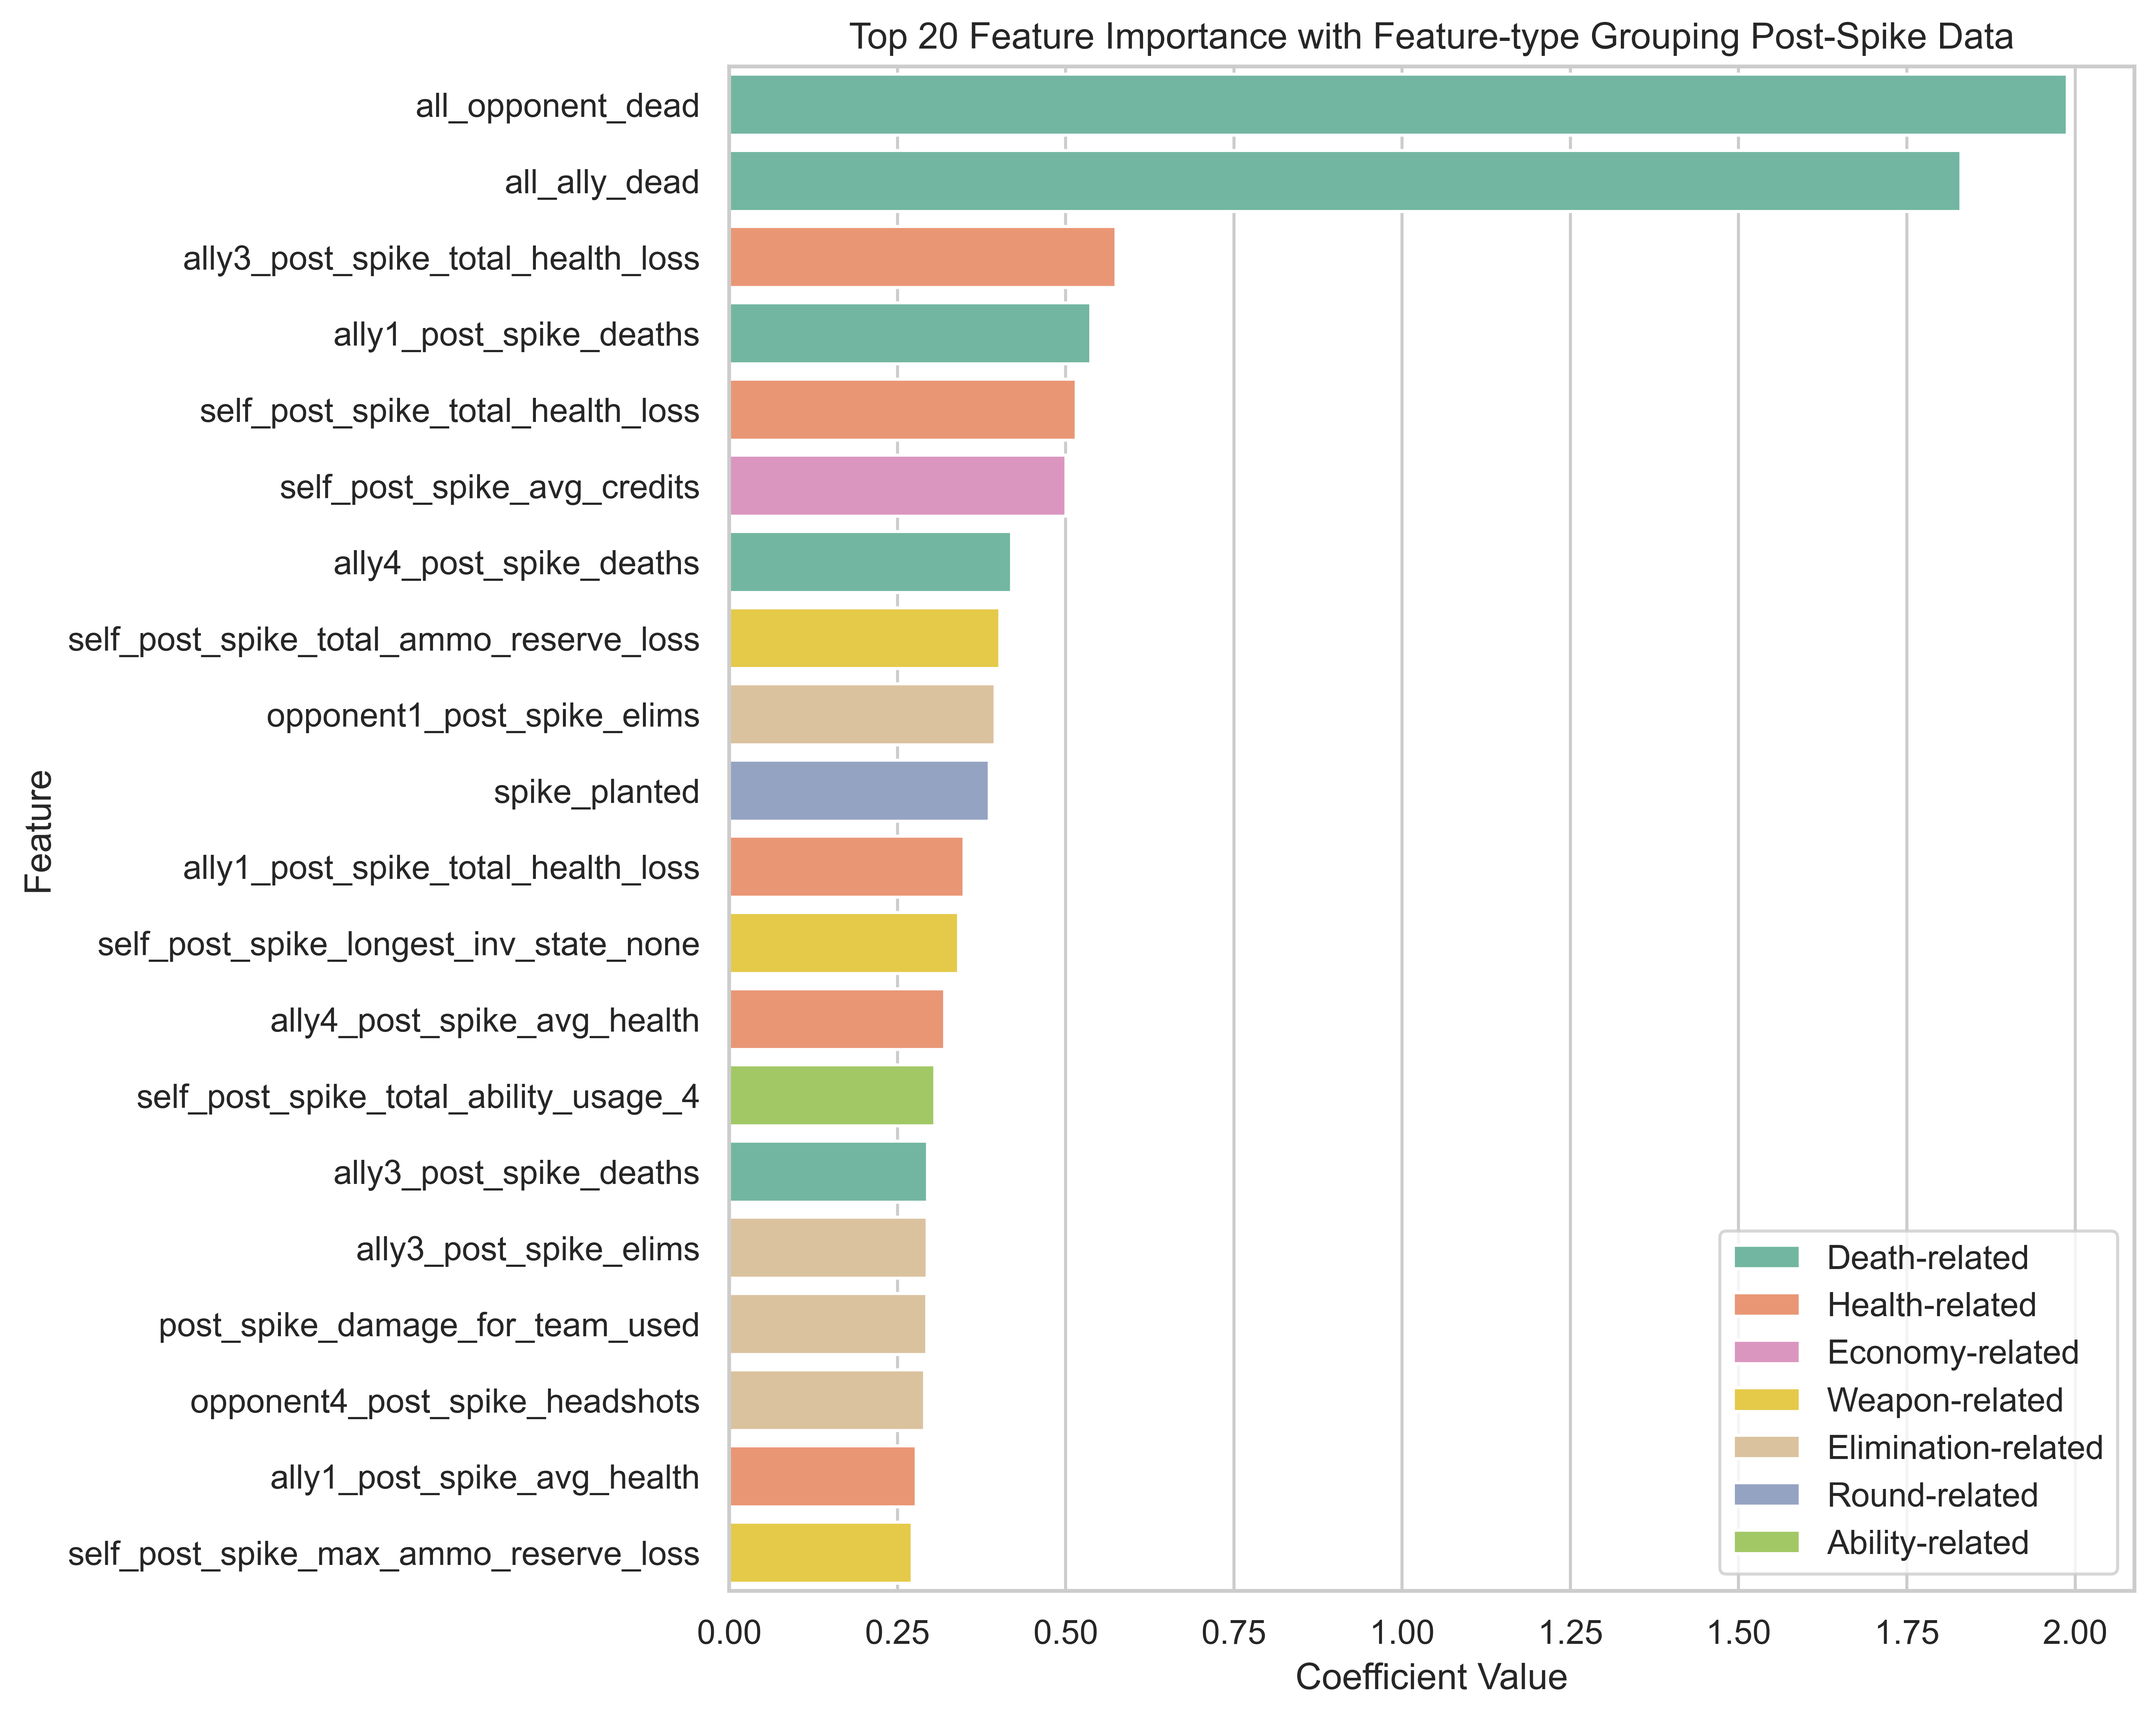 Top 20 Feature Importance with Feature-type Grouping Post-Spike Data
Feature
all_opponent_dead
all_ally_dead
ally3_post_spike_total_health_loss
ally1_post_spike_deaths
self_post_spike_total_health_loss
self_post_spike_avg_credits
ally4_post_spike_deaths
self_post_spike_total_ammo_reserve_loss
opponent1_post_spike_elims
spike_planted
ally1_post_spike_total_health_loss
self_post_spike_longest_inv_state_none
ally4_post_spike_avg_health
self_post_spike_total_ability_usage_4
ally3_post_spike_deaths
ally3_post_spike_elims
post_spike_damage_for_team_used
opponent4_post_spike_headshots
ally1_post_spike_avg_health
self_post_spike_max_ammo_reserve_loss
Death-related
Health-related
Economy-related
Weapon-related
Elimination-related
Round-related
Ability-related
0.00 0.25 0.50 0.75 1.00 1.25 1.50 1.75 2.00
Coefficient Value